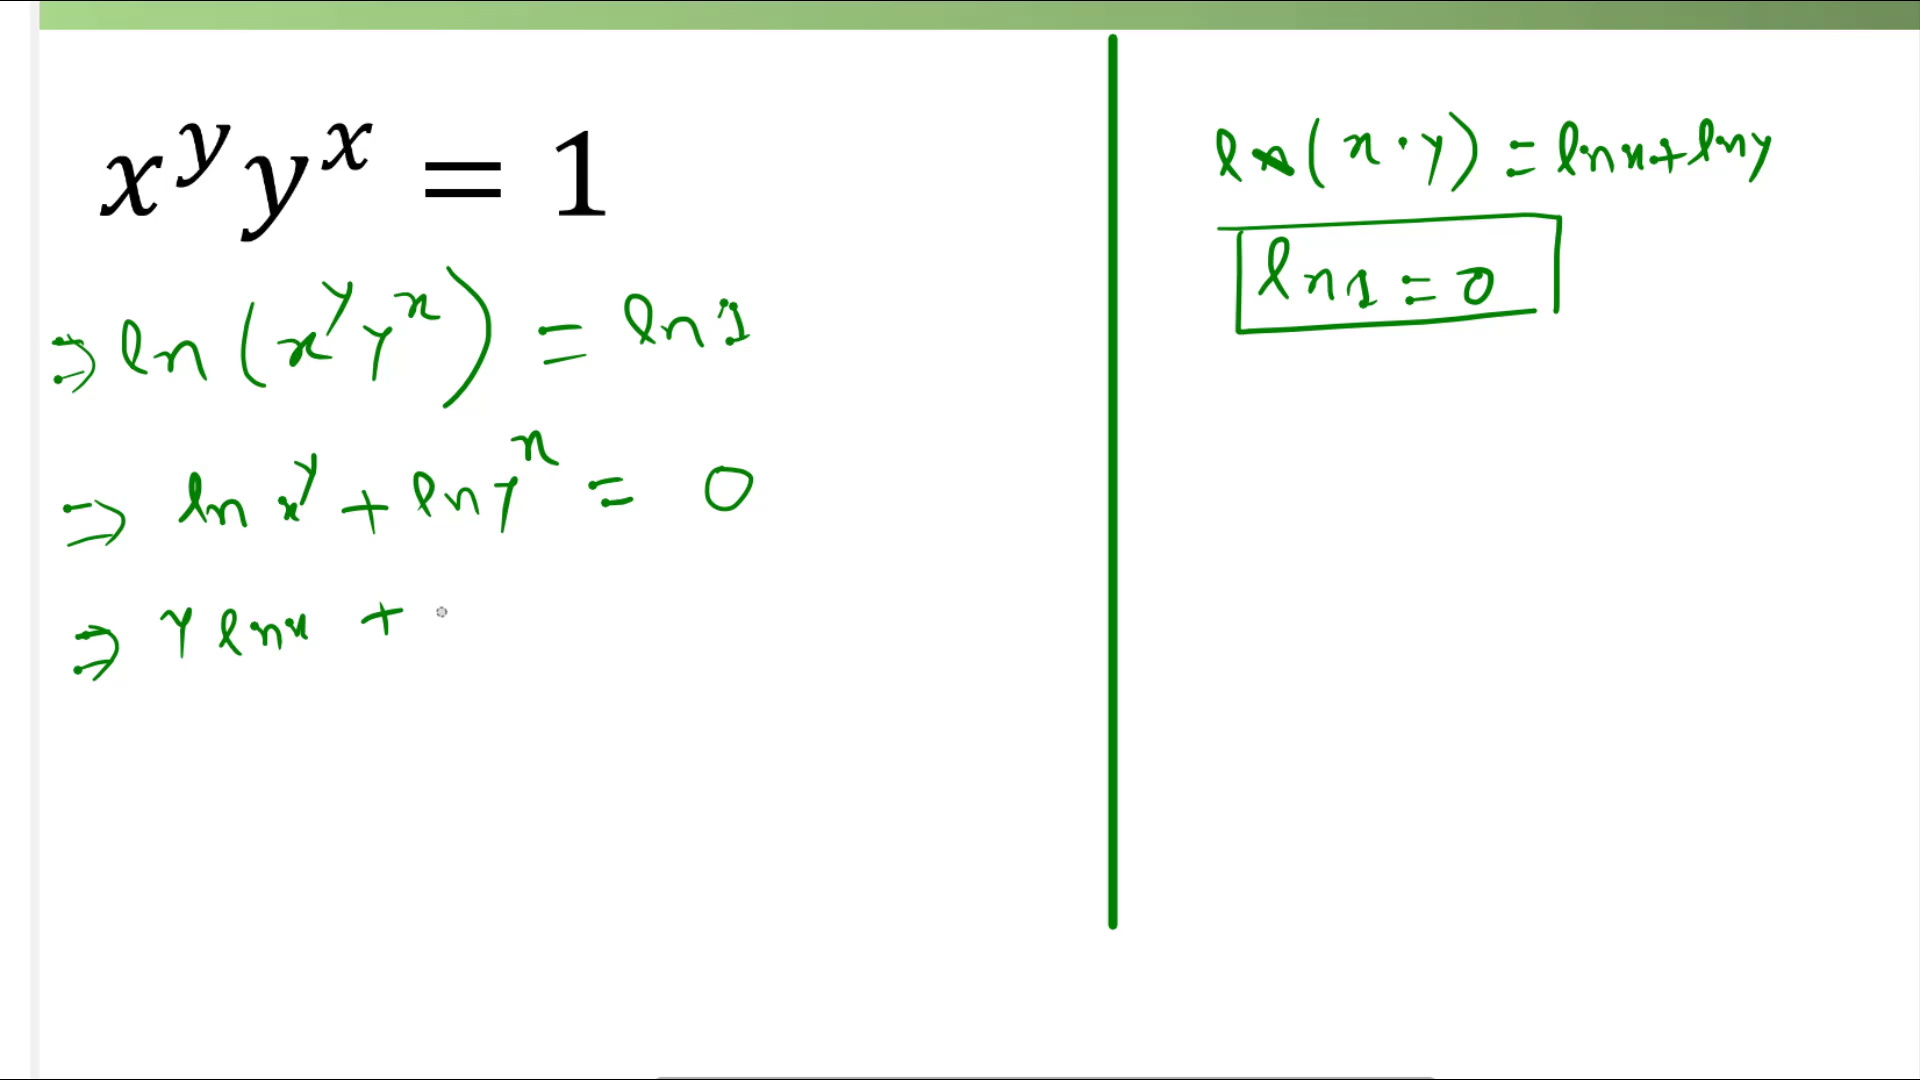 x^y y^x = 1
⇒ ln (x^y y^x) = ln 1
⇒ ln x^y + ln y^x = 0
⇒ y ln x +
ln (x · y) = ln x + ln y
ln 1 = 0